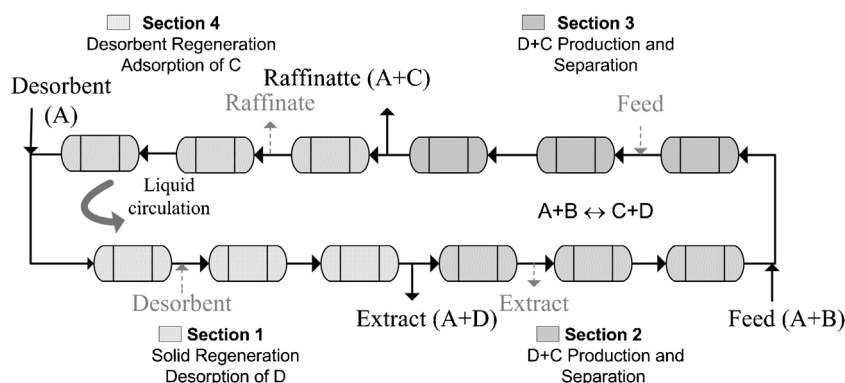 Section 4
Desorbent Regeneration
Adsorption of C
Section 3
D+C Production and
Separation
Desorbent
(A)
Raffinatte (A+C)
Raffinate
Feed
Liquid
circulation
A+B ↔ C+D
Desorbent
Extract (A+D)
Extract
Feed (A+B)
Section 1
Solid Regeneration
Desorption of D
Section 2
D+C Production and
Separation